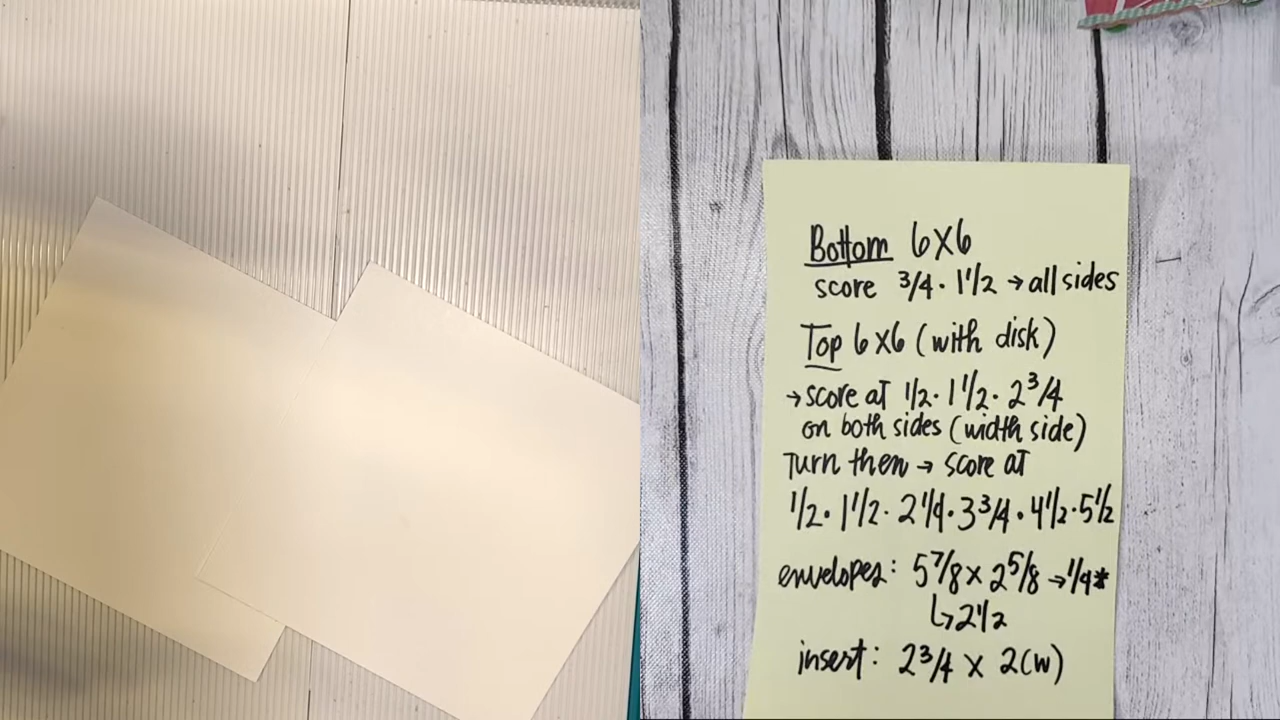 Bottom 6X6
score 3/4 · 1 1/2 → all sides
Top 6X6 (with disk)
→ score at 1/2 · 1 1/2 · 2 3/4
on both sides (width side)
Turn then → score at
1/2 · 1 1/2 · 2 1/4 · 3 3/4 · 4 1/2 · 5 1/2
envelopes: 5 7/8 x 2 5/8 → 1/4*
↳ 2 1/2
insert: 2 3/4 x 2(w)